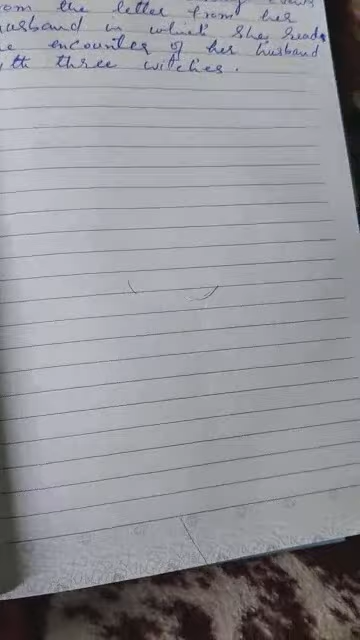 from the letter from her
husband in which she reads
the encounter of her husband
with three witches.